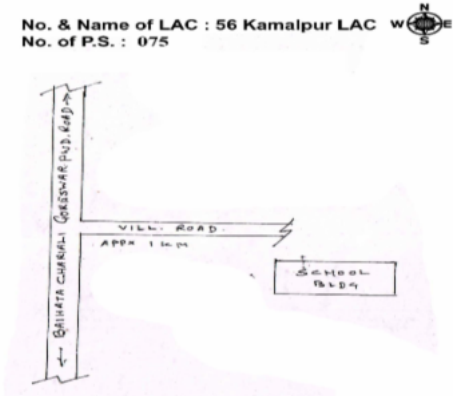 No. & Name of LAC : 56 Kamalpur LAC
No. of P.S. : 075
N
W E
S
BAIHATA CHARIALI GORESWAR PWD. ROAD
VILL. ROAD.
APPX 1 KM
SCHOOL
BLDG